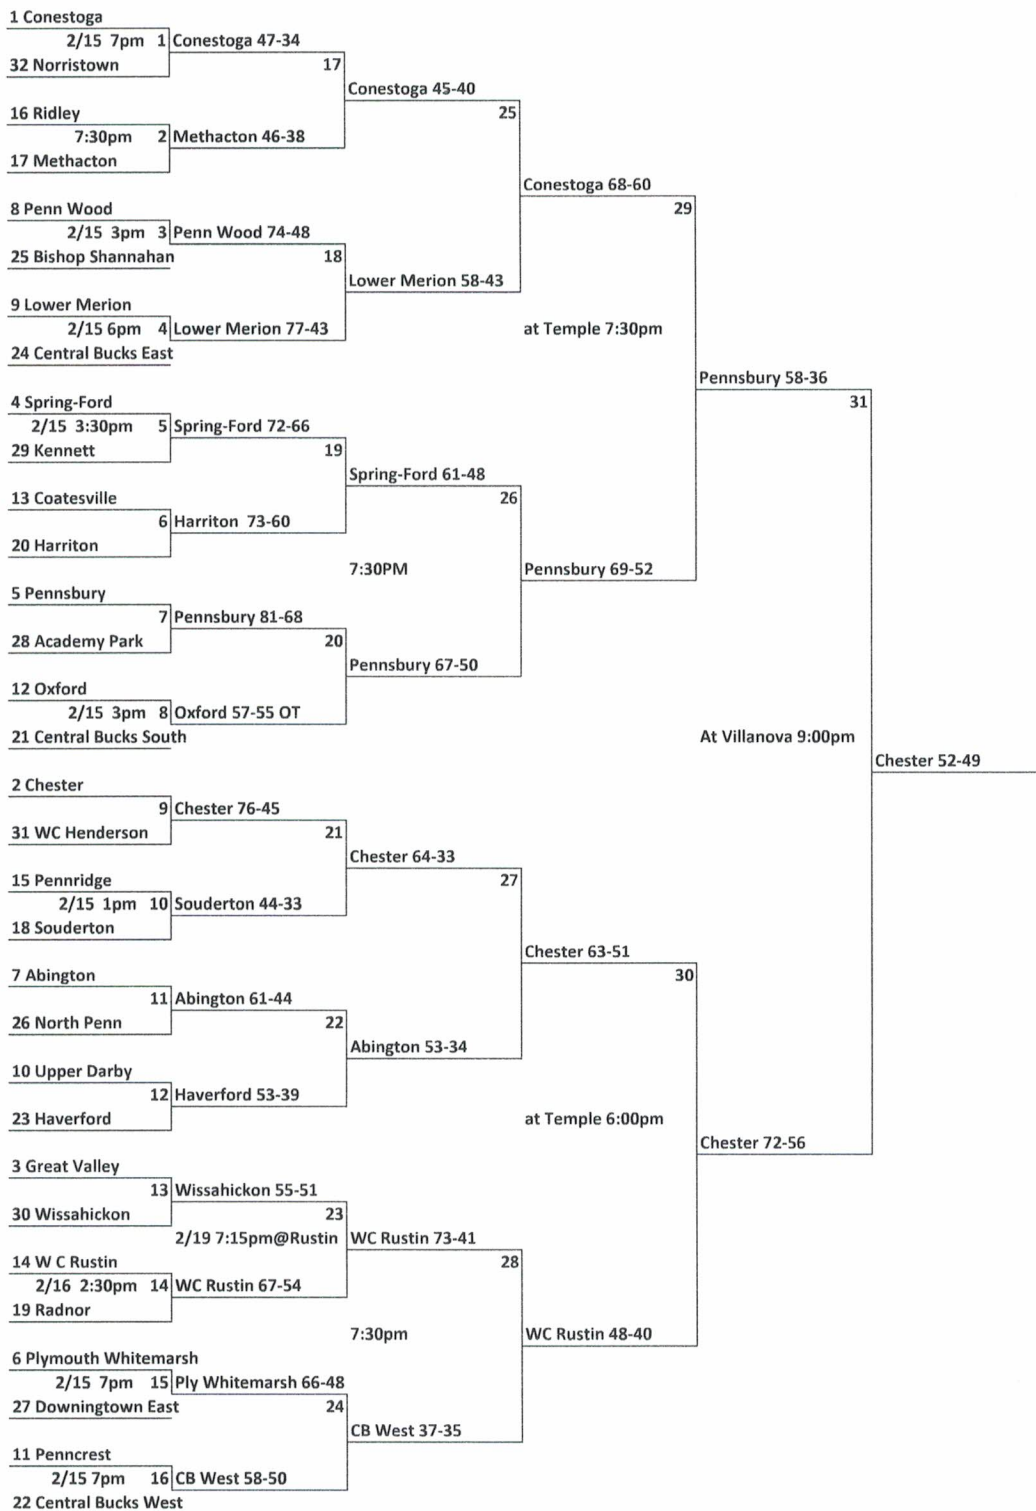 1 Conestoga
2/15 7pm 1 Conestoga 47-34
32 Norristown
17
Conestoga 45-40
25
16 Ridley
7:30pm 2 Methacton 46-38
17 Methacton
Conestoga 68-60
29
8 Penn Wood
2/15 3pm 3 Penn Wood 74-48
25 Bishop Shannahan
18
Lower Merion 58-43
9 Lower Merion
2/15 6pm 4 Lower Merion 77-43
24 Central Bucks East
at Temple 7:30pm
Pennsbury 58-36
31
4 Spring-Ford
2/15 3:30pm 5 Spring-Ford 72-66
29 Kennett
19
Spring-Ford 61-48
26
13 Coatesville
6 Harriton 73-60
20 Harriton
7:30PM
Pennsbury 69-52
5 Pennsbury
7 Pennsbury 81-68
28 Academy Park
20
Pennsbury 67-50
12 Oxford
2/15 3pm 8 Oxford 57-55 OT
21 Central Bucks South
At Villanova 9:00pm
Chester 52-49
2 Chester
9 Chester 76-45
31 WC Henderson
21
Chester 64-33
27
15 Pennridge
2/15 1pm 10 Souderton 44-33
18 Souderton
Chester 63-51
30
7 Abington
11 Abington 61-44
26 North Penn
22
Abington 53-34
10 Upper Darby
12 Haverford 53-39
23 Haverford
at Temple 6:00pm
Chester 72-56
3 Great Valley
13 Wissahickon 55-51
30 Wissahickon
23
2/19 7:15pm@Rustin
WC Rustin 73-41
28
14 W C Rustin
2/16 2:30pm 14 WC Rustin 67-54
19 Radnor
7:30pm
WC Rustin 48-40
6 Plymouth Whitemarsh
2/15 7pm 15 Ply Whitemarsh 66-48
27 Downingtown East
24
CB West 37-35
11 Penncrest
2/15 7pm 16 CB West 58-50
22 Central Bucks West